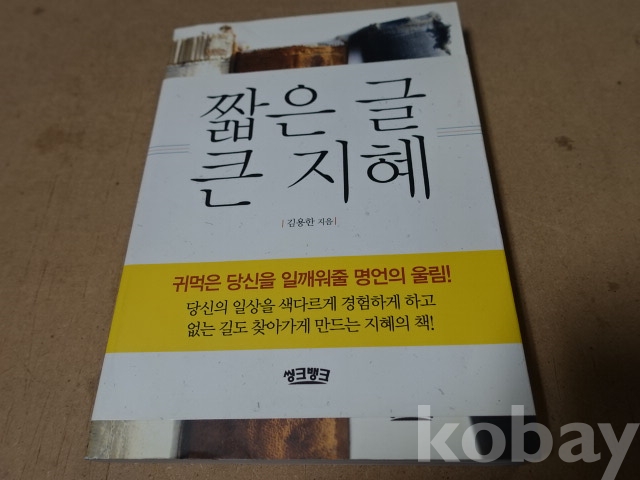 짧은 글
큰 지혜
| 김용한 지음 |
귀먹은 당신을 일깨워줄 명언의 울림!
당신의 일상을 색다르게 경험하게 하고
없는 길도 찾아가게 만드는 지혜의 책!
씽크뱅크
kobay